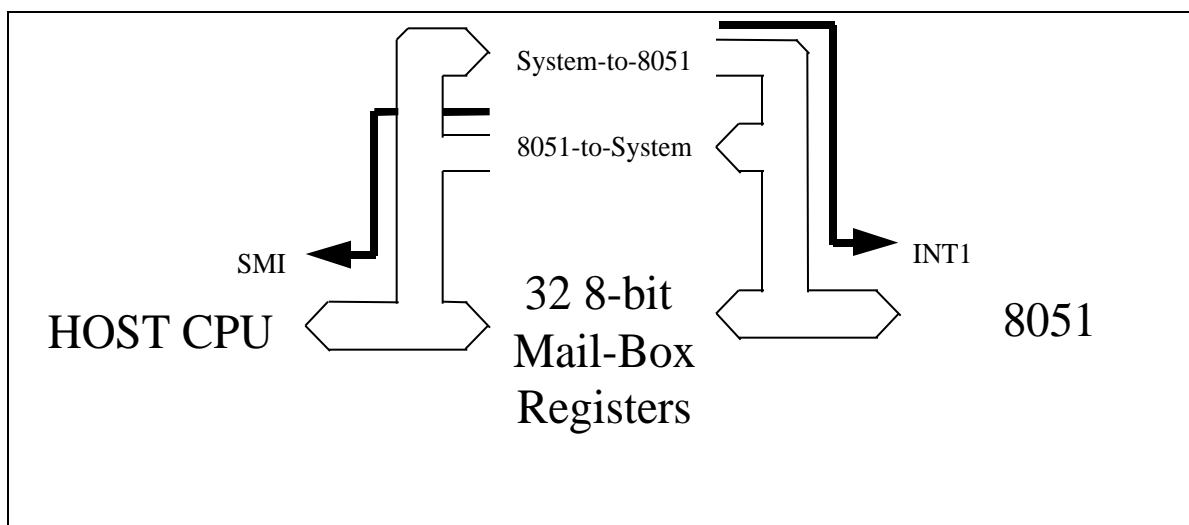 System-to-8051
8051-to-System
SMI
INT1
HOST CPU
32 8-bit
Mail-Box
Registers
8051